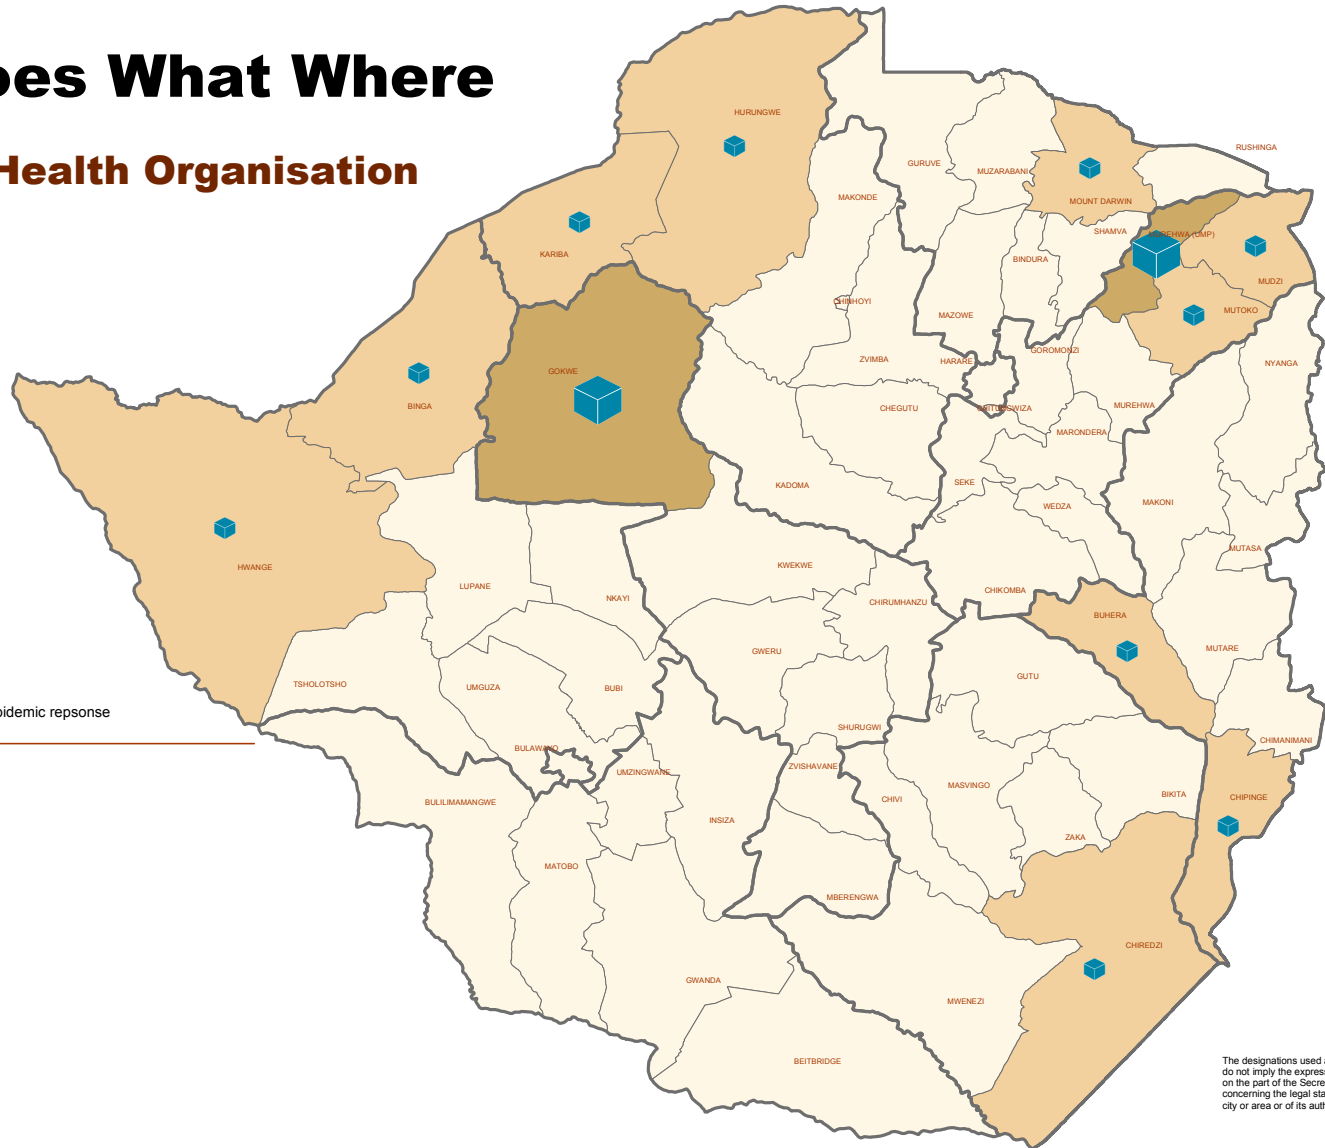 oes What Where
Health Organisation
HURUNGWE
RUSHINGA
GURUVE
MUZARABANI
MAKONDE
MOUNT DARWIN
SHAMVA
MUREHWA (UMP)
KARIBA
BINDURA
MUDZI
CHINHOYI
MUTOKO
MAZOWE
GOROMONZI
ZVIMBA
HARARE
NYANGA
GOKWE
BINGA
CHEGUTU
CHITUNGWIZA
MUREHWA
MARONDERA
KADOMA
SEKE
MAKONI
WEDZA
MUTASA
HWANGE
KWEKWE
LUPANE
CHIKOMBA
NKAYI
CHIRUMHANZU
BUHERA
GWERU
MUTARE
GUTU
TSHOLOTSHO
UMGUZA
BUBI
pidemic repsonse
SHURUGWI
CHIMANIMANI
BULAWAYO
ZVISHAVANE
UMZINGWANE
MASVINGO
BIKITA
CHIPINGE
BULILIMAMANGWE
CHIVI
INSIZA
ZAKA
MATOBO
MBERENGWA
CHIREDZI
GWANDA
MWENEZI
BEITBRIDGE
The designations used
do not imply the expres
on the part of the Secre
concerning the legal sta
city or area or of its aut